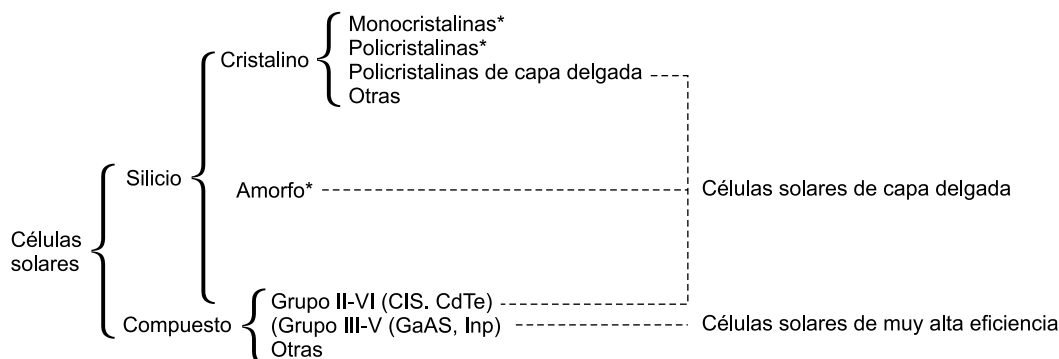 Monocristalinas*
Policristalinas*
Cristalino
Policristalinas de capa delgada
Otras
Silicio
Amorfo*
Células solares de capa delgada
Células
solares
Grupo II-VI (CIS. CdTe)
Compuesto
(Grupo III-V (GaAS, Inp)
Células solares de muy alta eficiencia
Otras